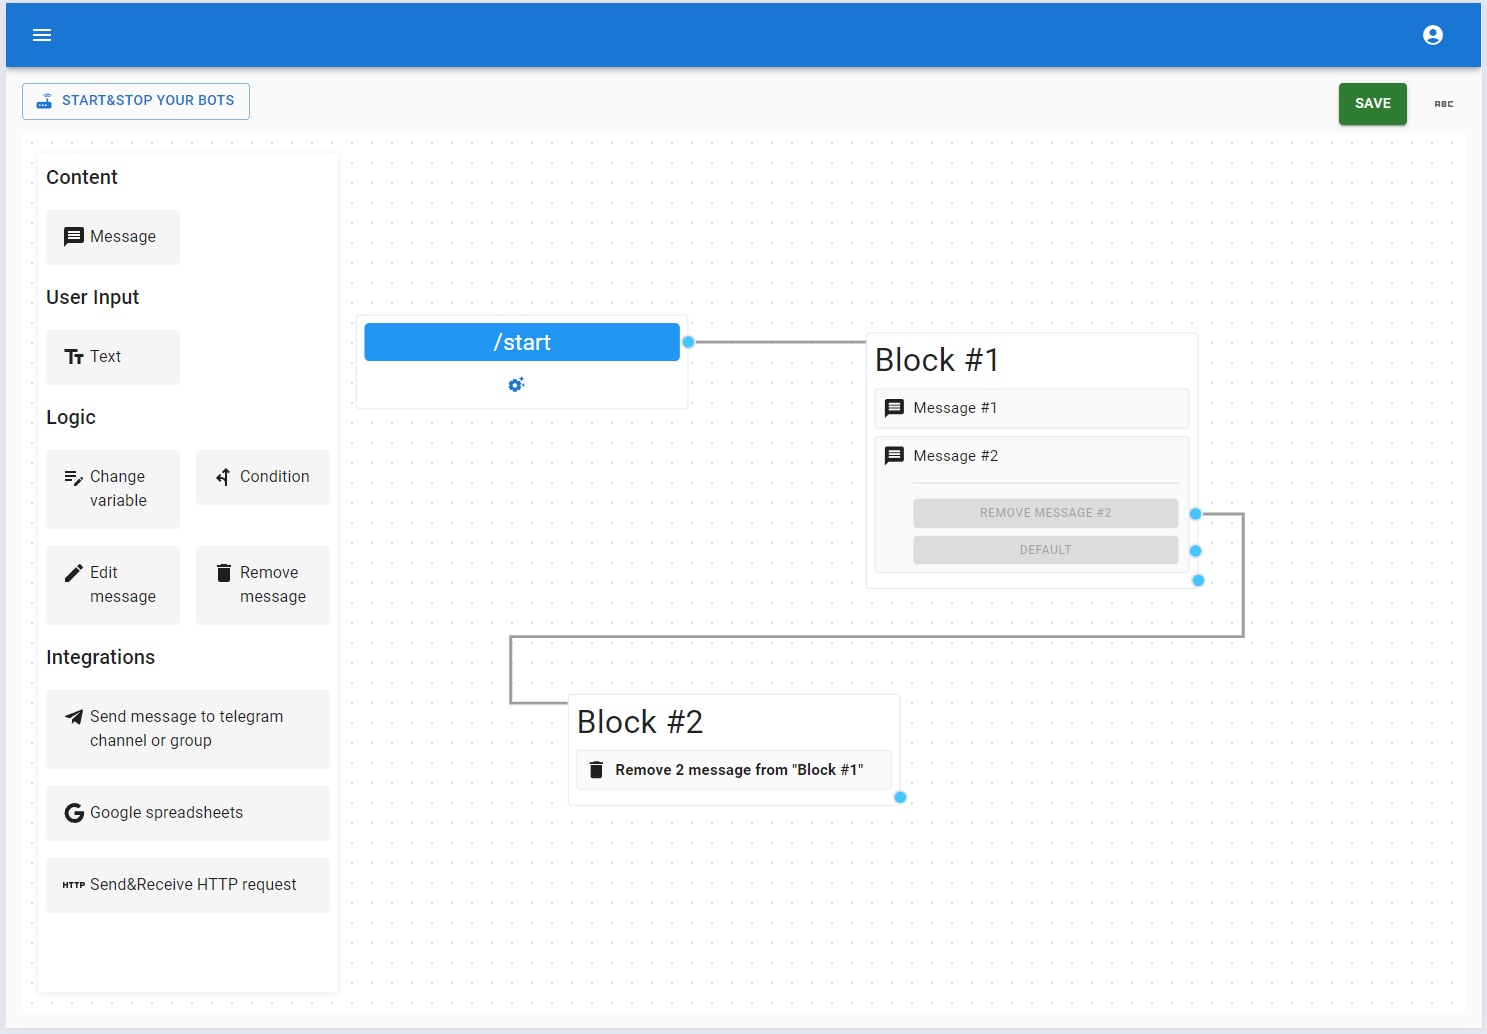 START&STOP YOUR BOTS
SAVE
ABC
Content
Message
User Input
Text
Logic
Change
variable
Condition
Edit
message
Remove
message
Integrations
Send message to telegram
channel or group
Google spreadsheets
HTTP Send&Receive HTTP request
/start
Block #1
Message #1
Message #2
REMOVE MESSAGE #2
DEFAULT
Block #2
Remove 2 message from "Block #1"